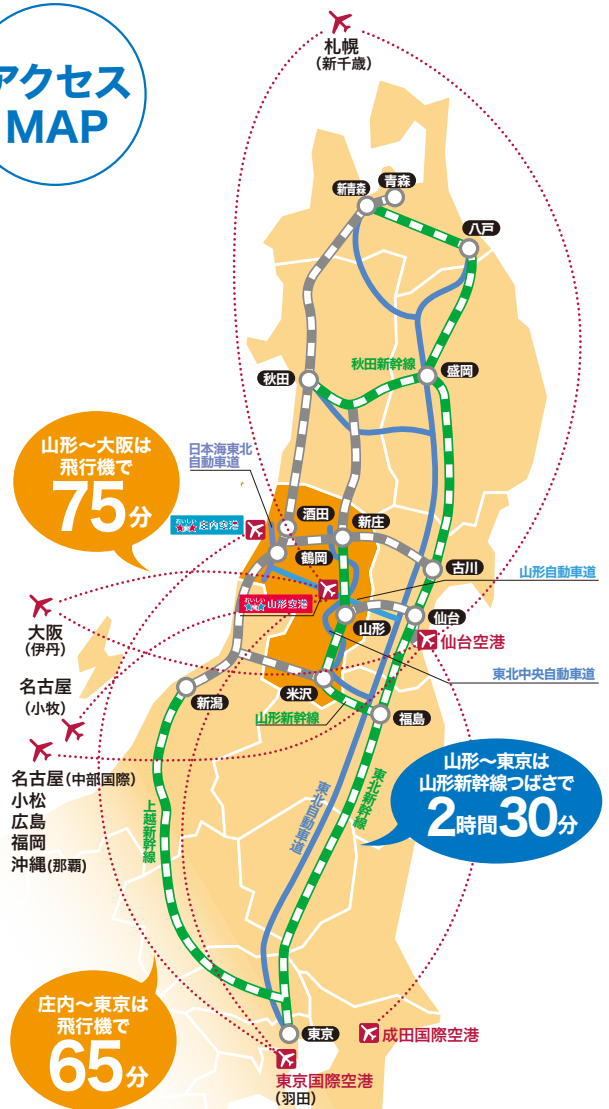 アクセス
MAP
札幌
(新千歳)
新青森
青森
八戸
秋田新幹線
秋田
盛岡
山形~大阪は
飛行機で
75分
日本海東北
自動車道
酒田
新庄
おいしい
庄内空港
鶴岡
古川
山形自動車道
おいしい
山形空港
大阪
(伊丹)
山形
仙台
仙台空港
東北中央自動車道
名古屋
(小牧)
新潟
米沢
山形新幹線
福島
名古屋(中部国際)
小松
広島
福岡
沖縄(那覇)
上越新幹線
東北自動車道
東北新幹線
山形~東京は
山形新幹線つばさで
2時間30分
庄内~東京は
飛行機で
65分
東京
成田国際空港
東京国際空港
(羽田)